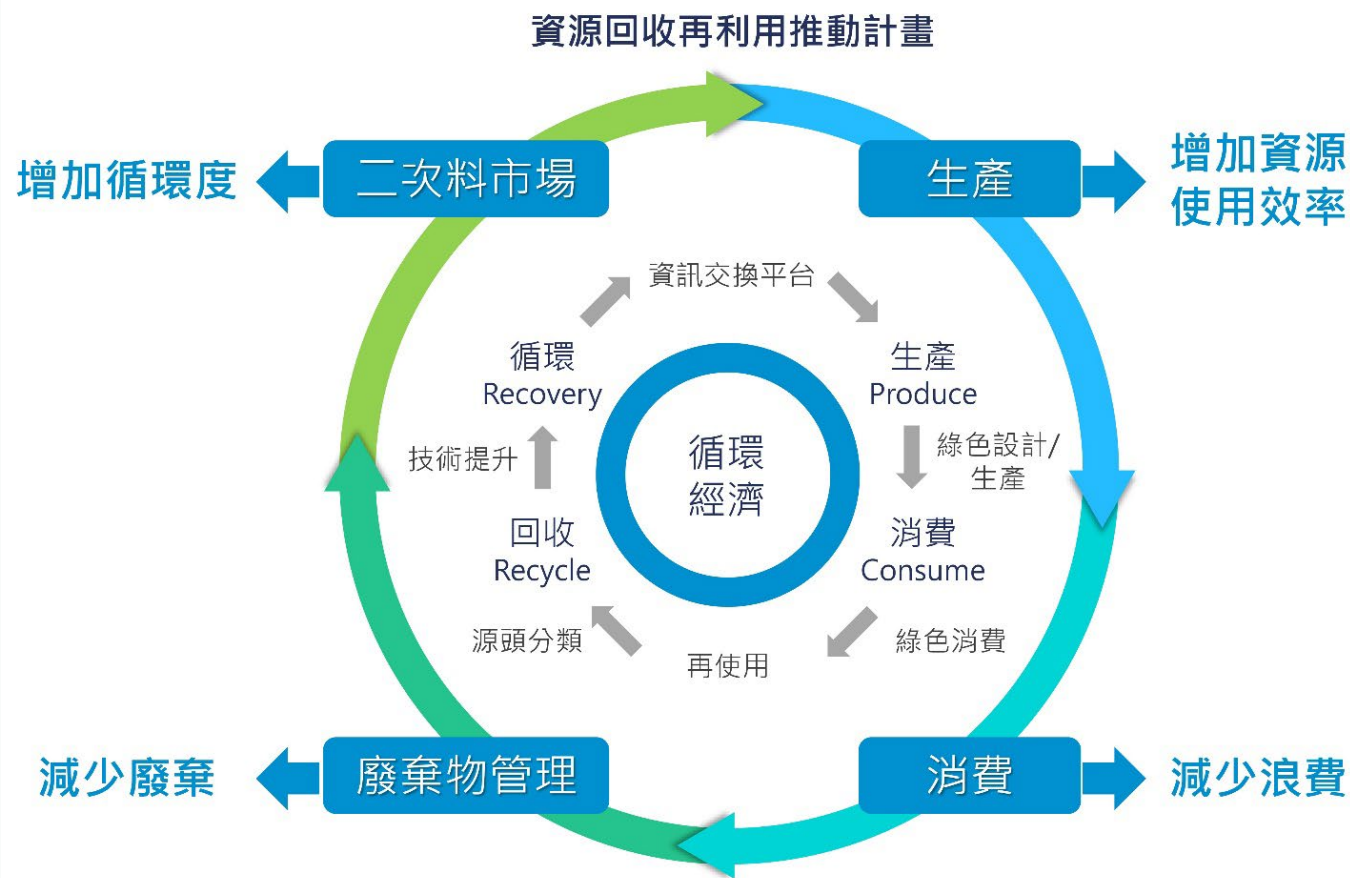 資源回收再利用推動計畫
增加循環度
二次料市場
生產
增加資源
使用效率
資訊交換平台
循環
Recovery
生產
Produce
技術提升
循環
經濟
綠色設計/
生產
回收
Recycle
消費
Consume
源頭分類
再使用
綠色消費
減少廢棄
廢棄物管理
消費
減少浪費